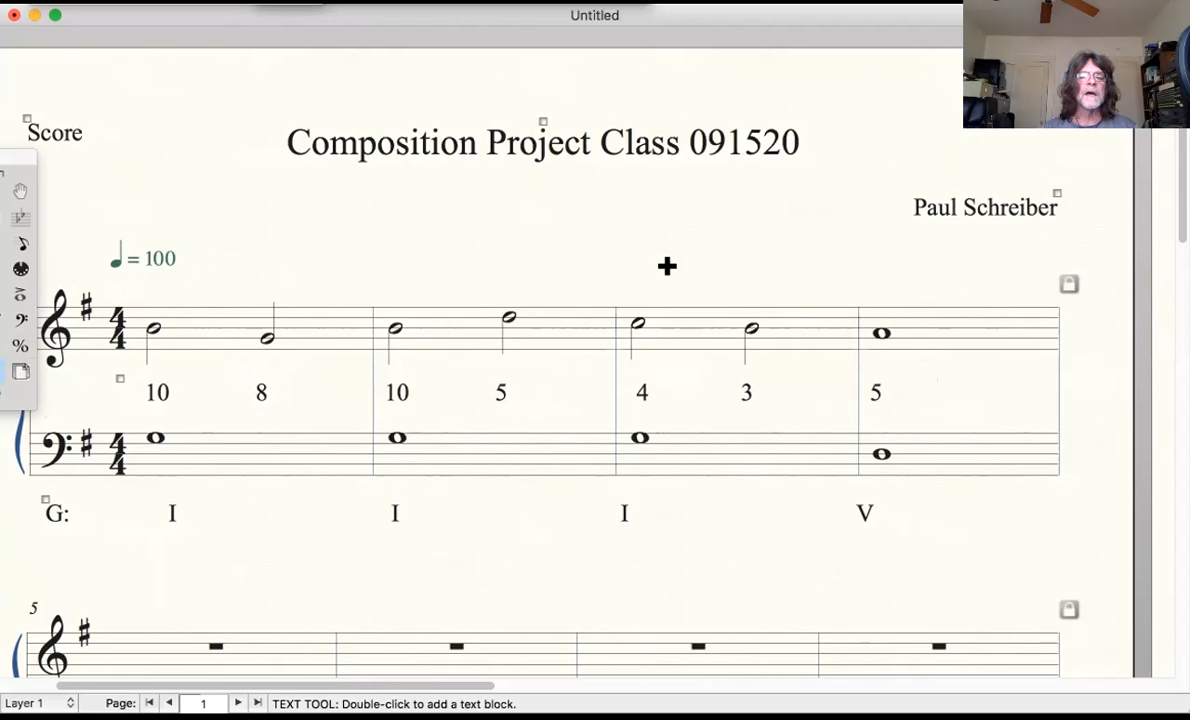 Untitled
Score
Composition Project Class 091520
Paul Schreiber
= 100
10 8 10 5 4 3 5
G: I I I V
5
Layer 1 Page: 1 TEXT TOOL: Double-click to add a text block.